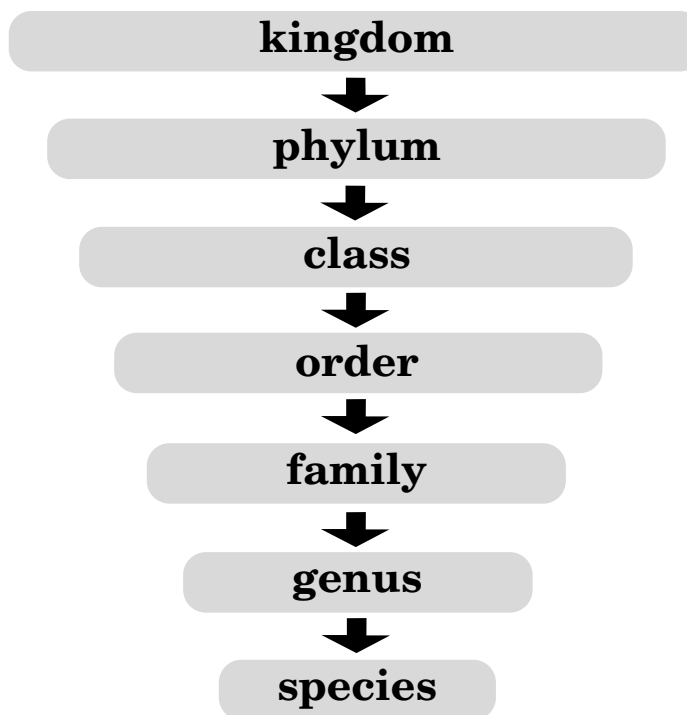 kingdom
phylum
class
order
family
genus
species